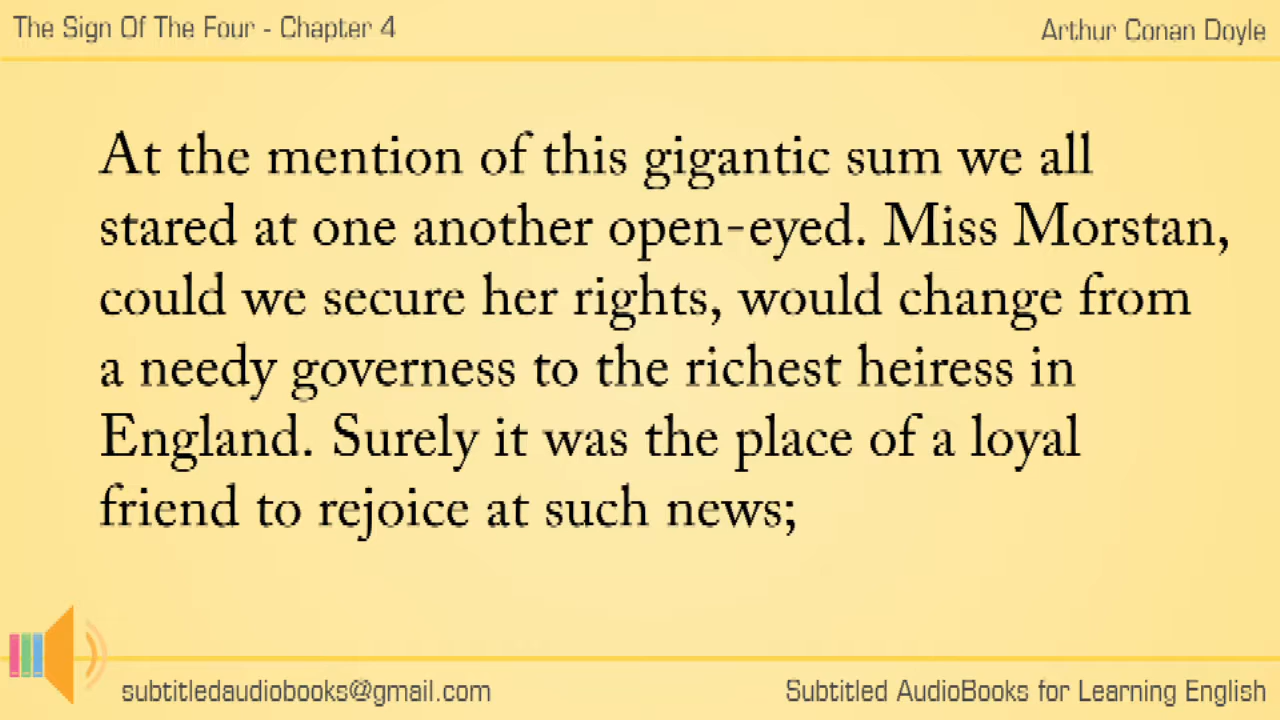 The Sign Of The Four - Chapter 4
Arthur Conan Doyle
At the mention of this gigantic sum we all
stared at one another open-eyed. Miss Morstan,
could we secure her rights, would change from
a needy governess to the richest heiress in
England. Surely it was the place of a loyal
friend to rejoice at such news;
subtitledaudiobooks@gmail.com
Subtitled AudioBooks for Learning English